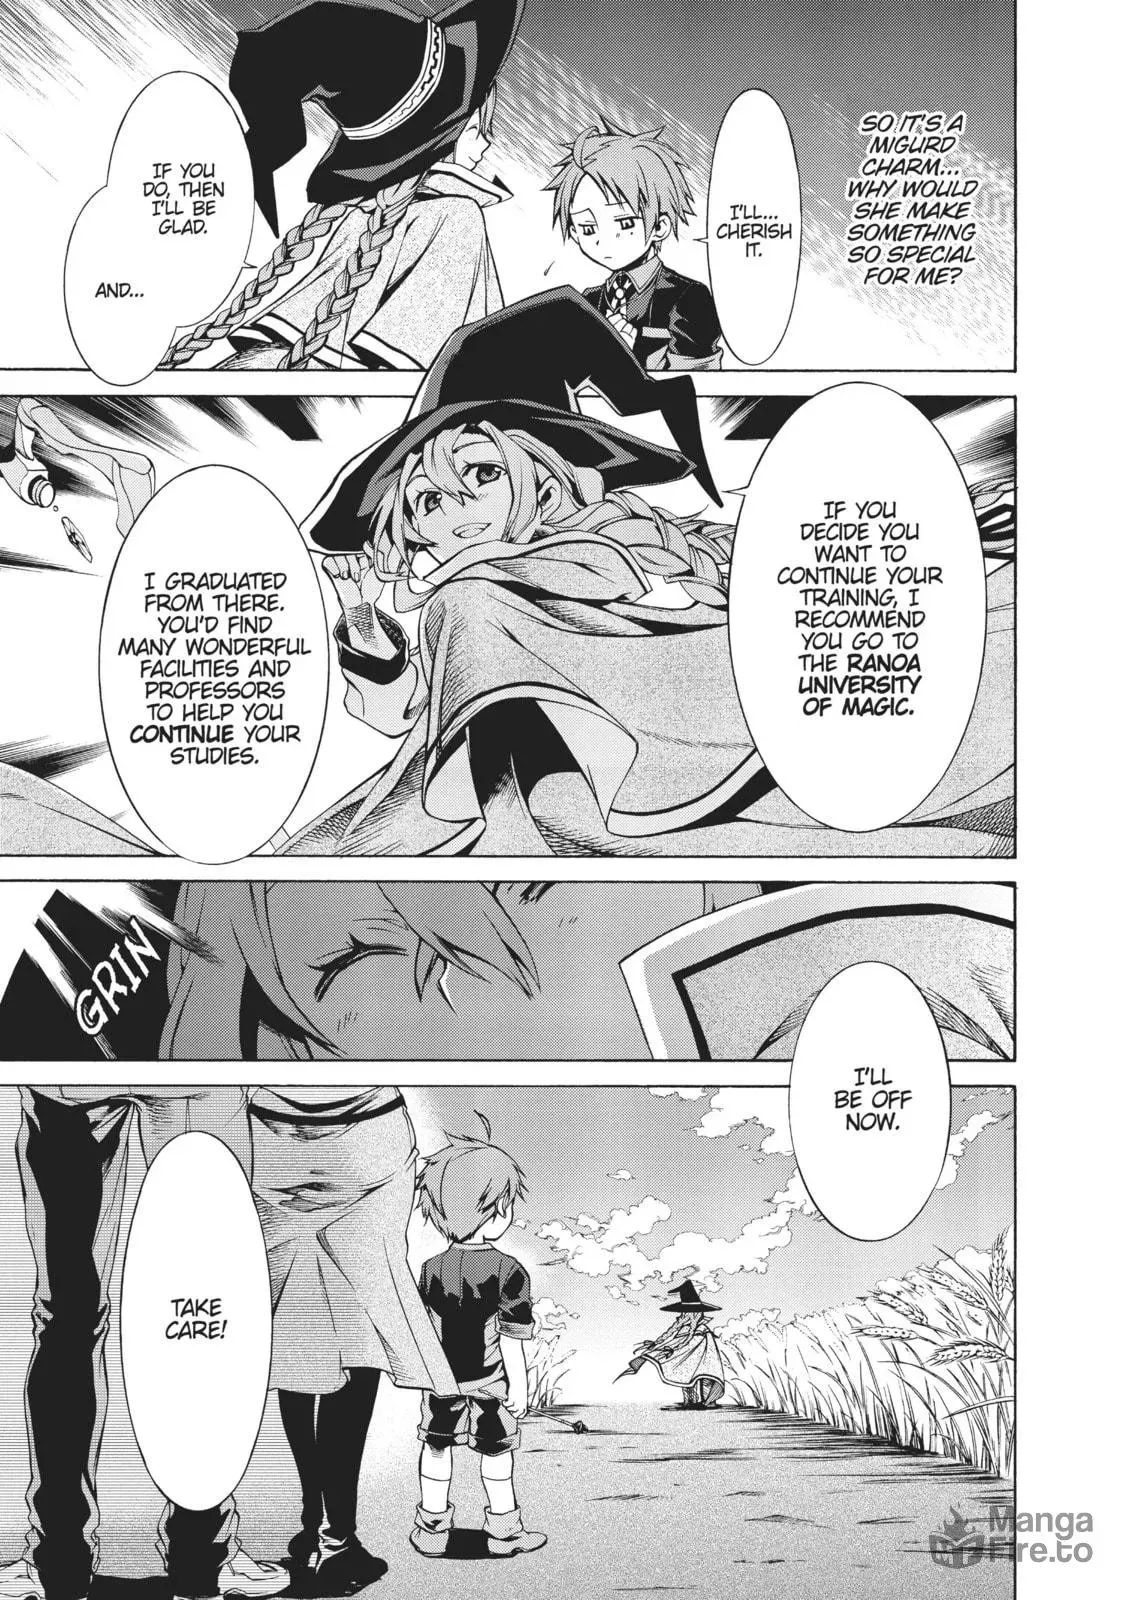 SO IT'S A
MIGURD
CHARM...
WHY WOULD
SHE MAKE
SOMETHING
SO SPECIAL
FOR ME?
I'LL...
CHERISH
IT.
IF YOU
DO, THEN
I'LL BE
GLAD.
AND...
IF YOU
DECIDE YOU
WANT TO
CONTINUE YOUR
TRAINING, I
RECOMMEND
YOU GO TO
THE RANOA
UNIVERSITY
OF MAGIC.
I GRADUATED
FROM THERE.
YOU'D FIND
MANY WONDERFUL
FACILITIES AND
PROFESSORS
TO HELP YOU
CONTINUE YOUR
STUDIES.
GRIN
I'LL
BE OFF
NOW.
TAKE
CARE!
Manga
Fire.to